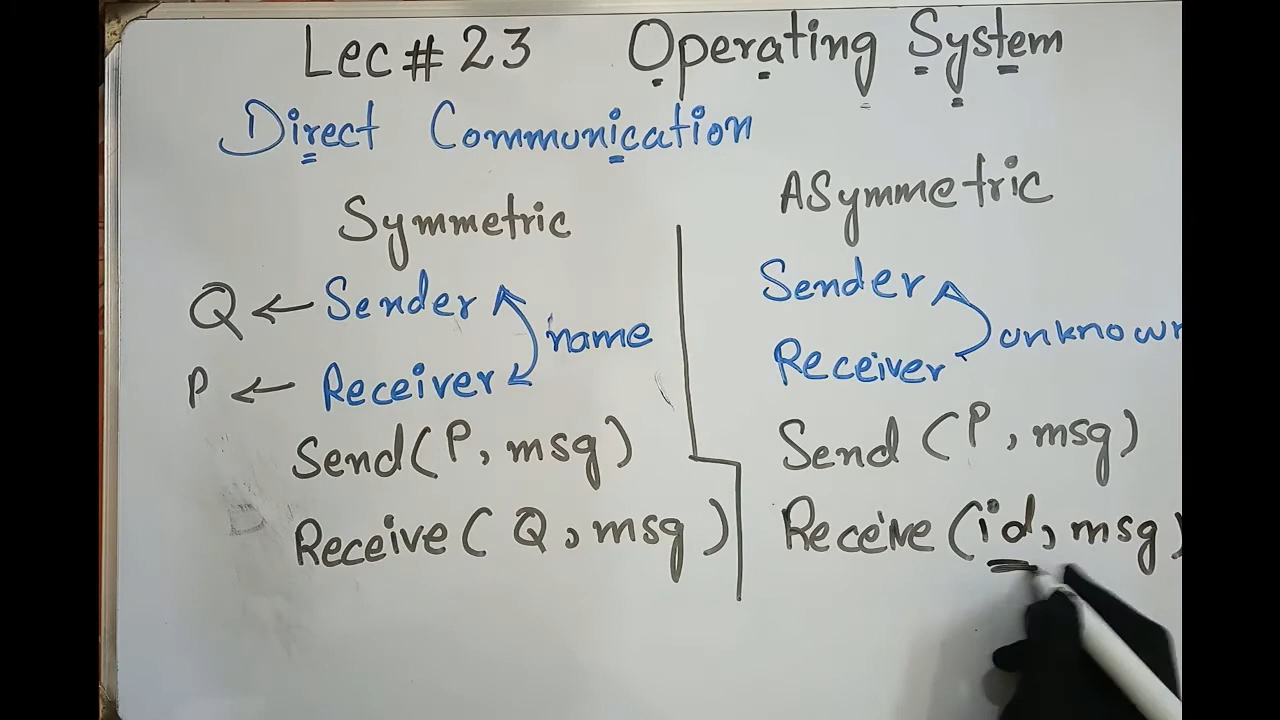 Lec # 23 Operating System
Direct Communication
Symmetric
Q ← Sender
name
P ← Receiver
Send(P, msg)
Receive(Q, msg)
ASymmetric
Sender
unknown
Receiver
Send (P, msg)
Receive (id, msg)